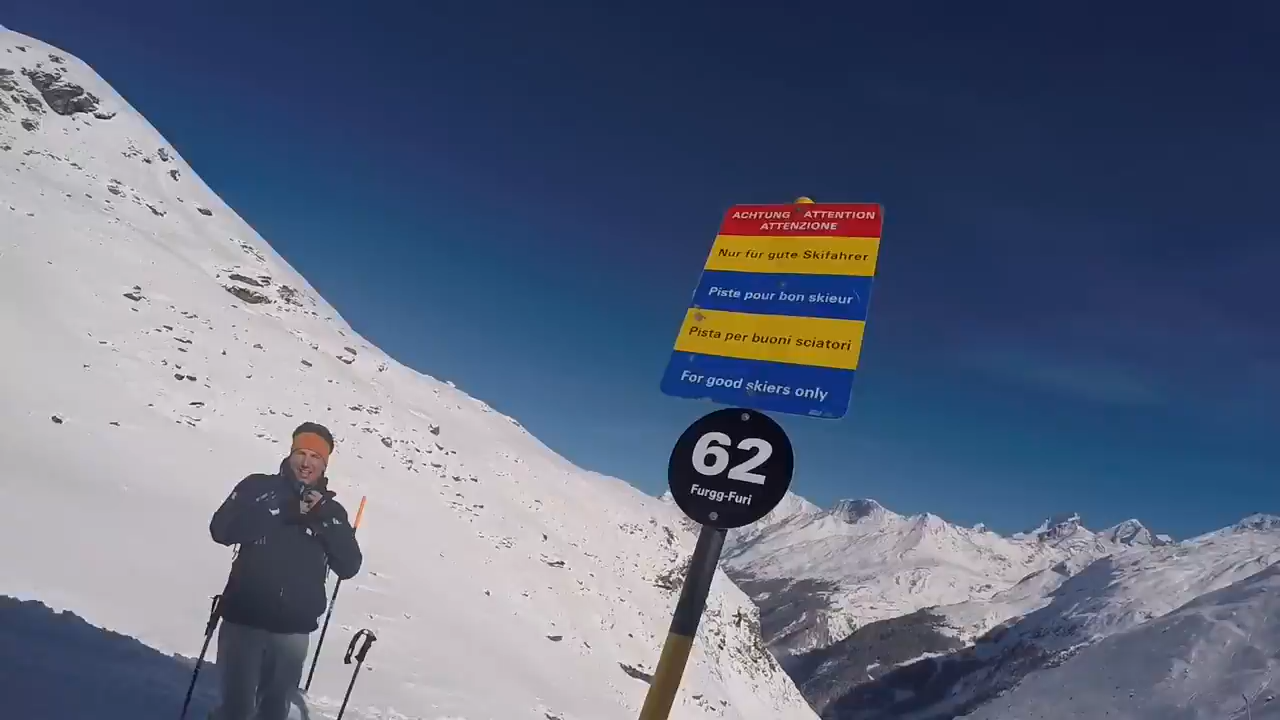 ACHTUNG ATTENTION
ATTENZIONE
Nur für gute Skifahrer
Piste pour bon skieur
Pista per buoni sciatori
For good skiers only
62
Furgg-Furi